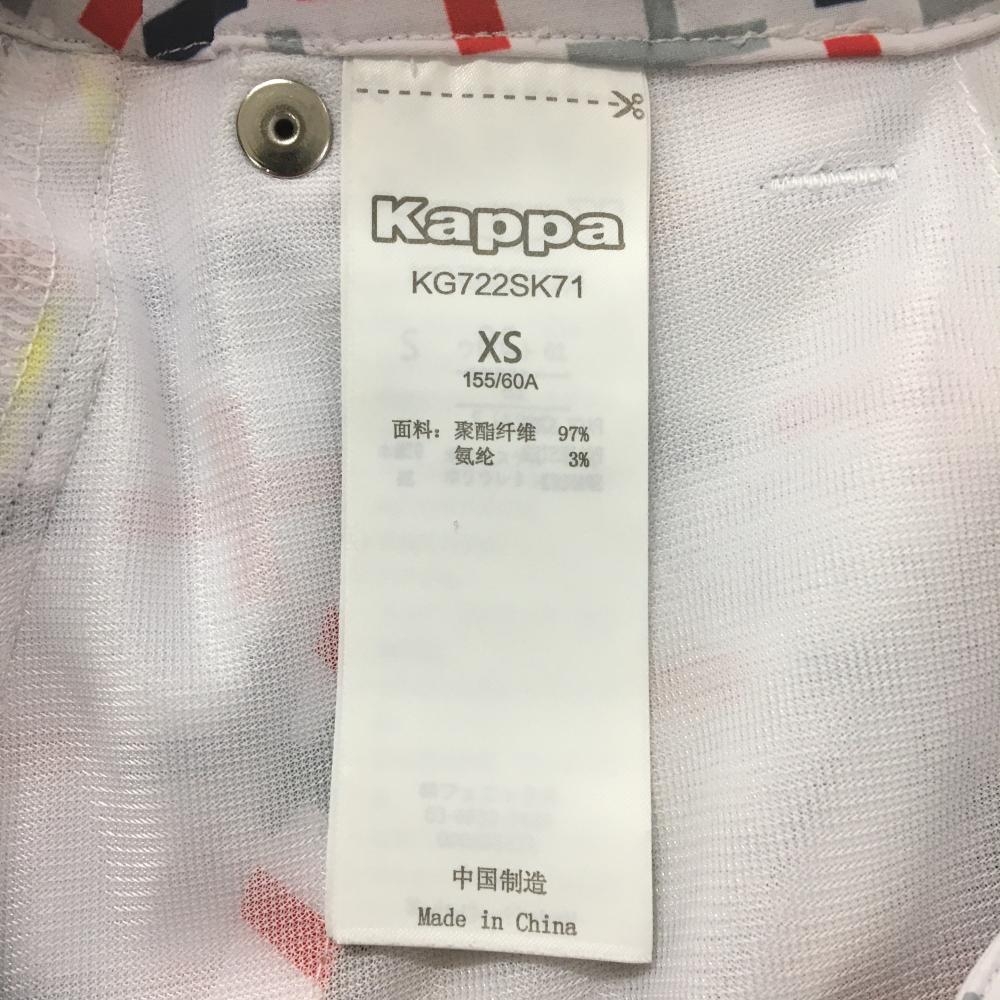 Kappa
KG722SK71
XS
155/60A
面料: 聚酯纤维 97%
氨纶 3%
中国制造
Made in China